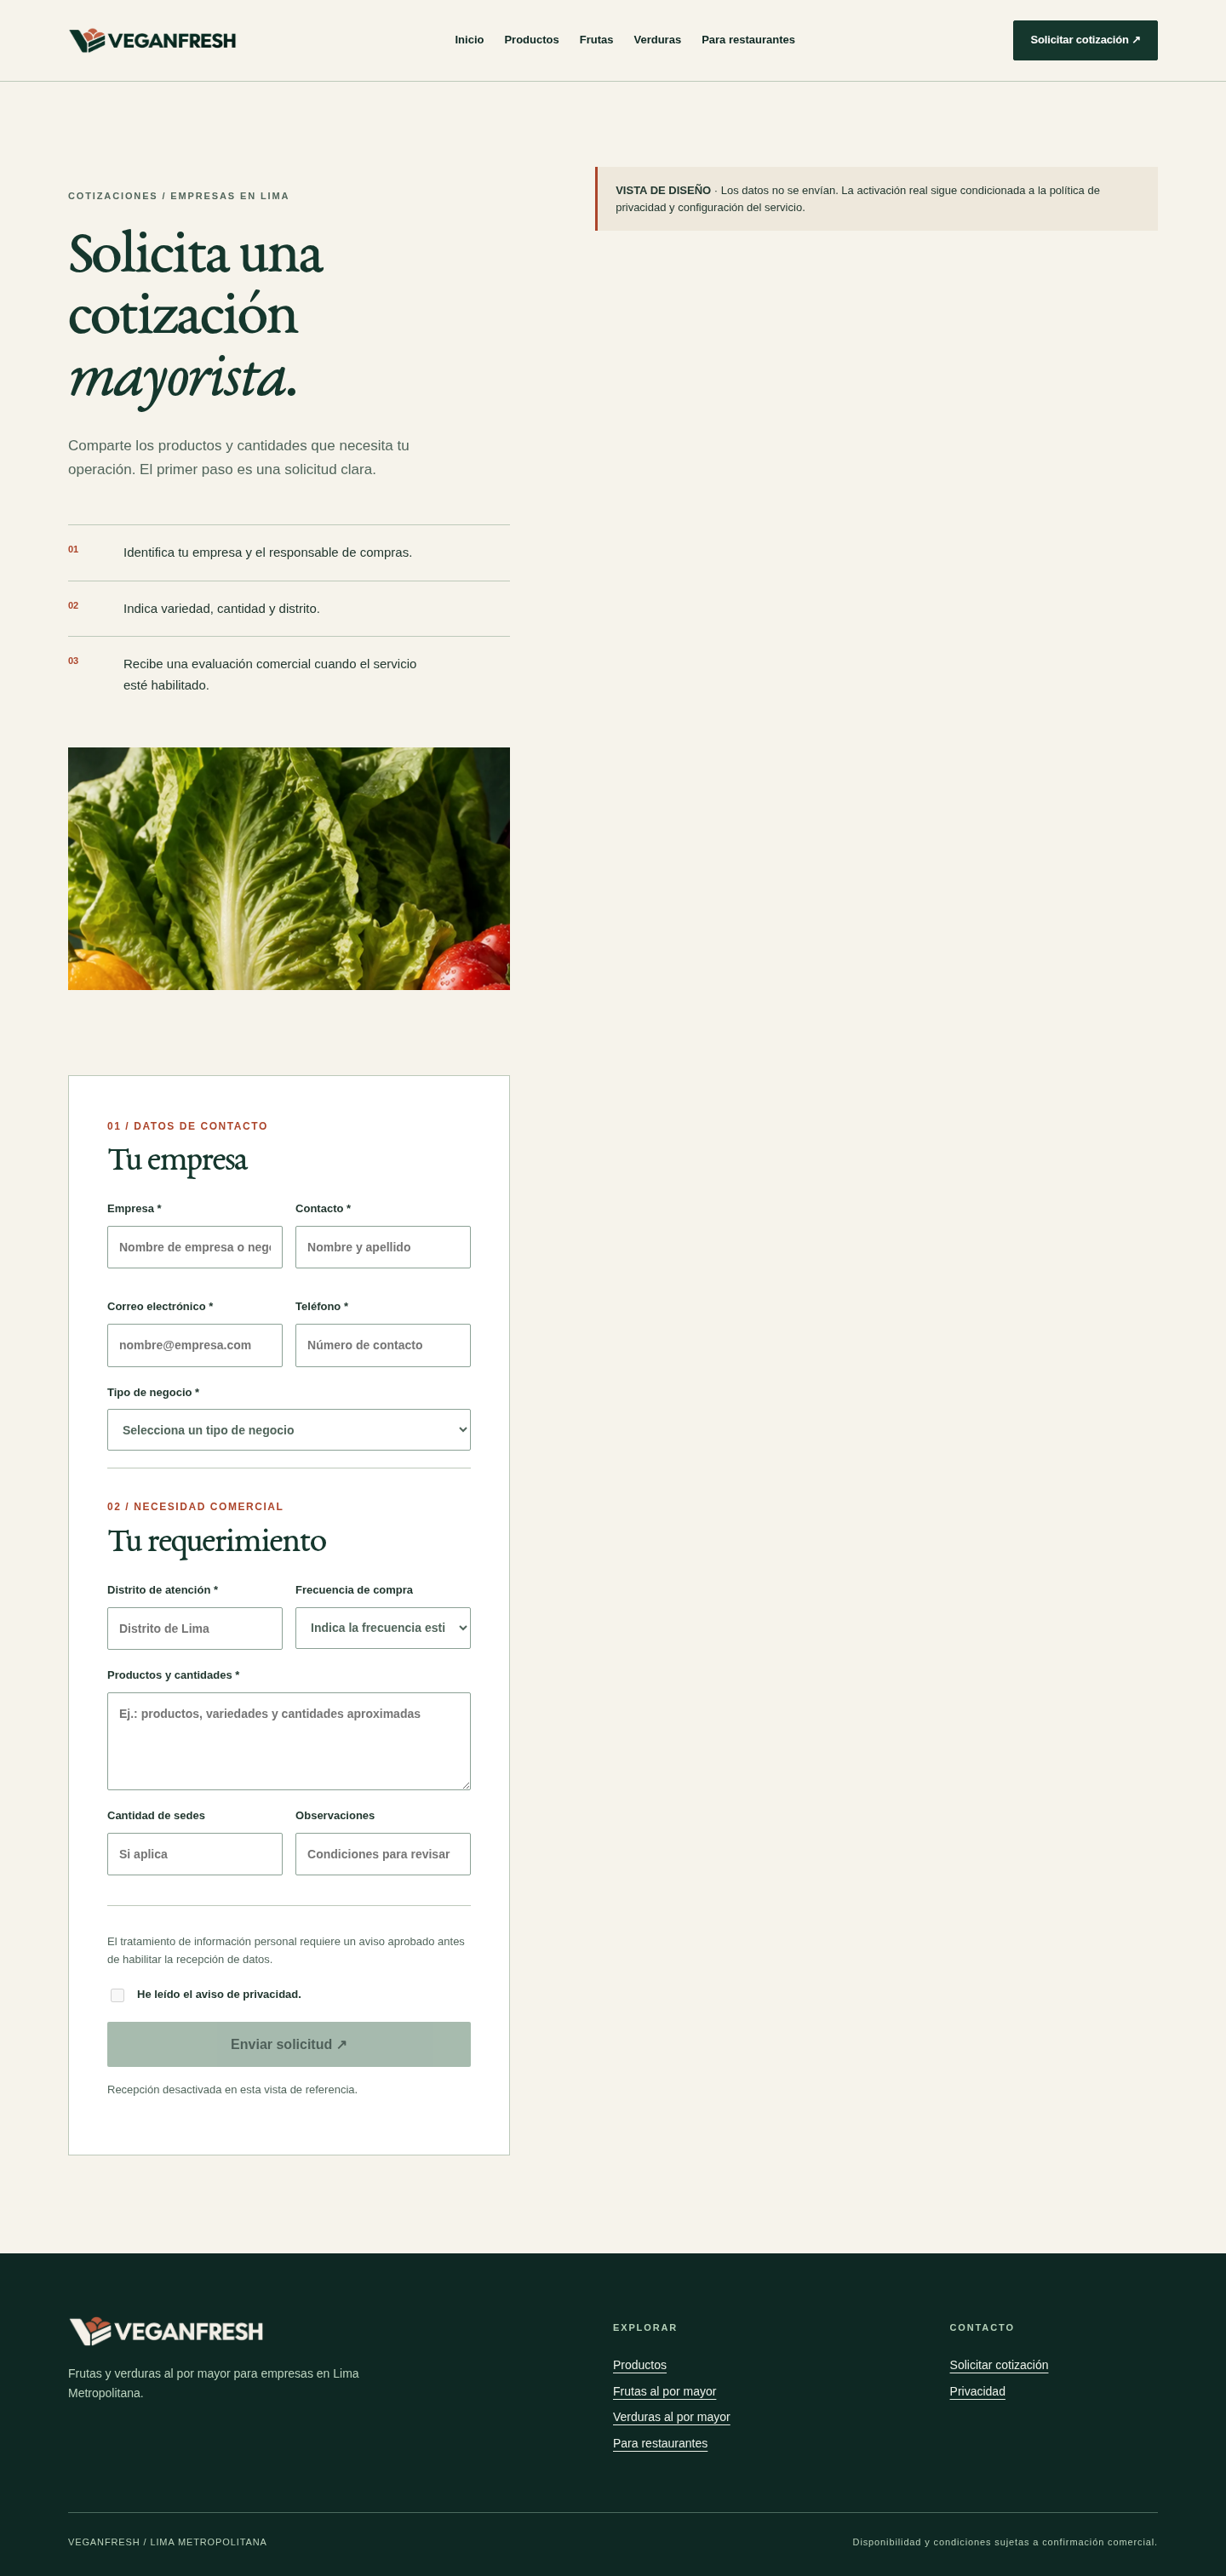 VEGANFRESH
Inicio
Productos
Frutas
Verduras
Para restaurantes
Solicitar cotización ↗
COTIZACIONES / EMPRESAS EN LIMA
Solicita una
cotización
mayorista.
Comparte los productos y cantidades que necesita tu
operación. El primer paso es una solicitud clara.
01
Identifica tu empresa y el responsable de compras.
02
Indica variedad, cantidad y distrito.
03
Recibe una evaluación comercial cuando el servicio
esté habilitado.
VISTA DE DISEÑO · Los datos no se envían. La activación real sigue condicionada a la política de
privacidad y configuración del servicio.
01 / DATOS DE CONTACTO
Tu empresa
Empresa *
Contacto *
Nombre de empresa o nego
Nombre y apellido
Correo electrónico *
Teléfono *
nombre@empresa.com
Número de contacto
Tipo de negocio *
Selecciona un tipo de negocio
02 / NECESIDAD COMERCIAL
Tu requerimiento
Distrito de atención *
Frecuencia de compra
Distrito de Lima
Indica la frecuencia esti
Productos y cantidades *
Ej.: productos, variedades y cantidades aproximadas
Cantidad de sedes
Observaciones
Si aplica
Condiciones para revisar
El tratamiento de información personal requiere un aviso aprobado antes
de habilitar la recepción de datos.
He leído el aviso de privacidad.
Enviar solicitud ↗
Recepción desactivada en esta vista de referencia.
VEGANFRESH
Frutas y verduras al por mayor para empresas en Lima
Metropolitana.
EXPLORAR
Productos
Frutas al por mayor
Verduras al por mayor
Para restaurantes
CONTACTO
Solicitar cotización
Privacidad
VEGANFRESH / LIMA METROPOLITANA
Disponibilidad y condiciones sujetas a confirmación comercial.